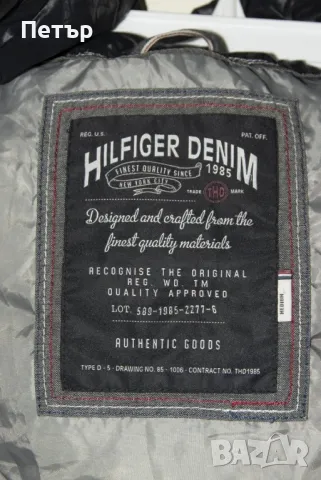 Петър
REG. U.K. PAT. OFF.
HILFIGER DENIM
FINEST QUALITY SINCE 1985
NEW YORK CITY
TRADE THD MARK
Designed and crafted from the
finest quality materials
RECOGNISE THE ORIGINAL
REG. WD. TM
QUALITY APPROVED
LOT. 580-1985-2277-6
AUTHENTIC GOODS
TYPE D - 5 - DRAWING NO. 85 - 1006 - CONTRACT NO. THD1985
MEDIUM
BAZAR